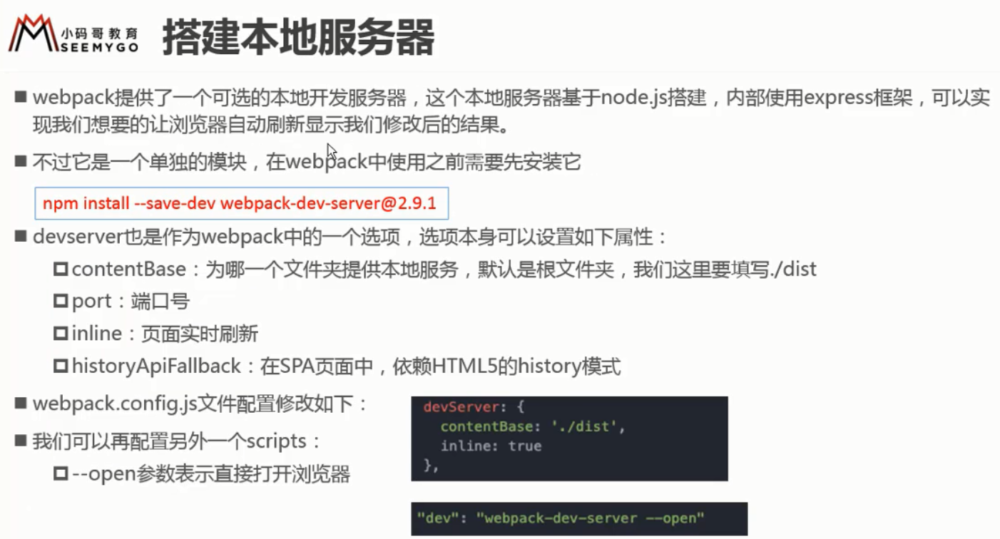 小码哥教育
SEEMYGO
搭建本地服务器
webpack提供了一个可选的本地开发服务器，这个本地服务器基于node.js搭建，内部使用express框架，可以实
现我们想要的让浏览器自动刷新显示我们修改后的结果。
不过它是一个单独的模块，在webpack中使用之前需要先安装它
npm install --save-dev webpack-dev-server@2.9.1
devserver也是作为webpack中的一个选项，选项本身可以设置如下属性：
contentBase：为哪一个文件夹提供本地服务，默认是根文件夹，我们这里要填写./dist
port：端口号
inline：页面实时刷新
historyApiFallback：在SPA页面中，依赖HTML5的history模式
webpack.config.js文件配置修改如下：
我们可以再配置另外一个scripts：
--open参数表示直接打开浏览器
devServer: {
contentBase: './dist',
inline: true
},
"dev": "webpack-dev-server --open"